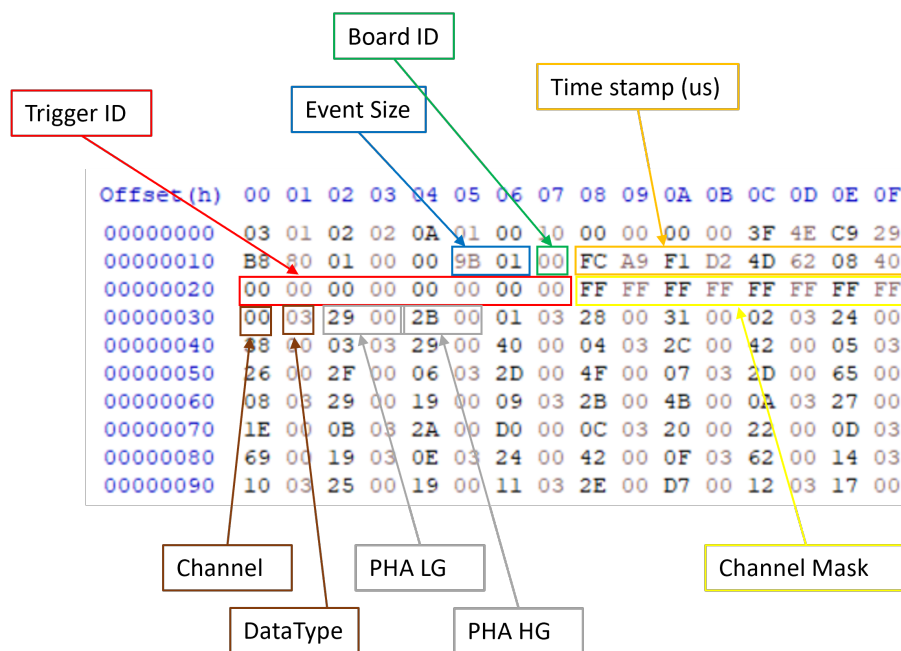 Board ID
Time stamp (us)
Trigger ID
Event Size
Offset(h) 00 01 02 03 04 05 06 07 08 09 0A 0B 0C 0D 0E 0F
00000000 03 01 02 02 0A 01 00 00 00 00 00 3F 4E C9 29
00000010 B8 80 01 00 00 9B 01 00 FC A9 F1 D2 4D 62 08 40
00000020 00 00 00 00 00 00 00 00 FF FF FF FF FF FF FF FF
00000030 00 03 29 00 2B 00 01 03 28 00 31 00 02 03 24 00
00000040 00 03 03 29 00 40 00 04 03 2C 00 42 00 05 03
00000050 26 00 2F 00 06 03 2D 00 4F 00 07 03 2D 00 65 00
00000060 08 03 29 00 19 00 09 03 2B 00 4B 00 0A 03 27 00
00000070 1E 00 0B 03 2A 00 D0 00 0C 03 20 00 22 00 0D 03
00000080 69 00 19 03 0E 03 24 00 42 00 0F 03 62 00 14 03
00000090 10 03 25 00 19 00 11 03 2E 00 D7 00 12 03 17 00
Channel
PHA LG
Channel Mask
DataType
PHA HG